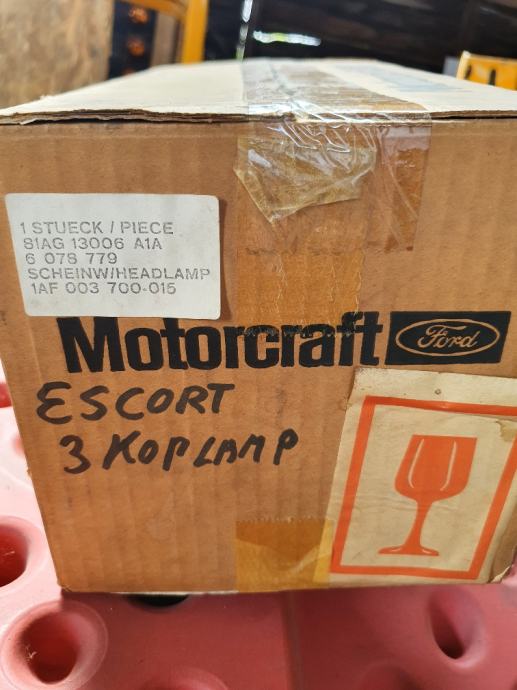 1 STUECK / PIECE
81AG 13006 A1A
6 078 779
SCHEINW/HEADLAMP
1AF 003 700-015
Motorcraft Ford
ESCORT
3 KOPLAMP